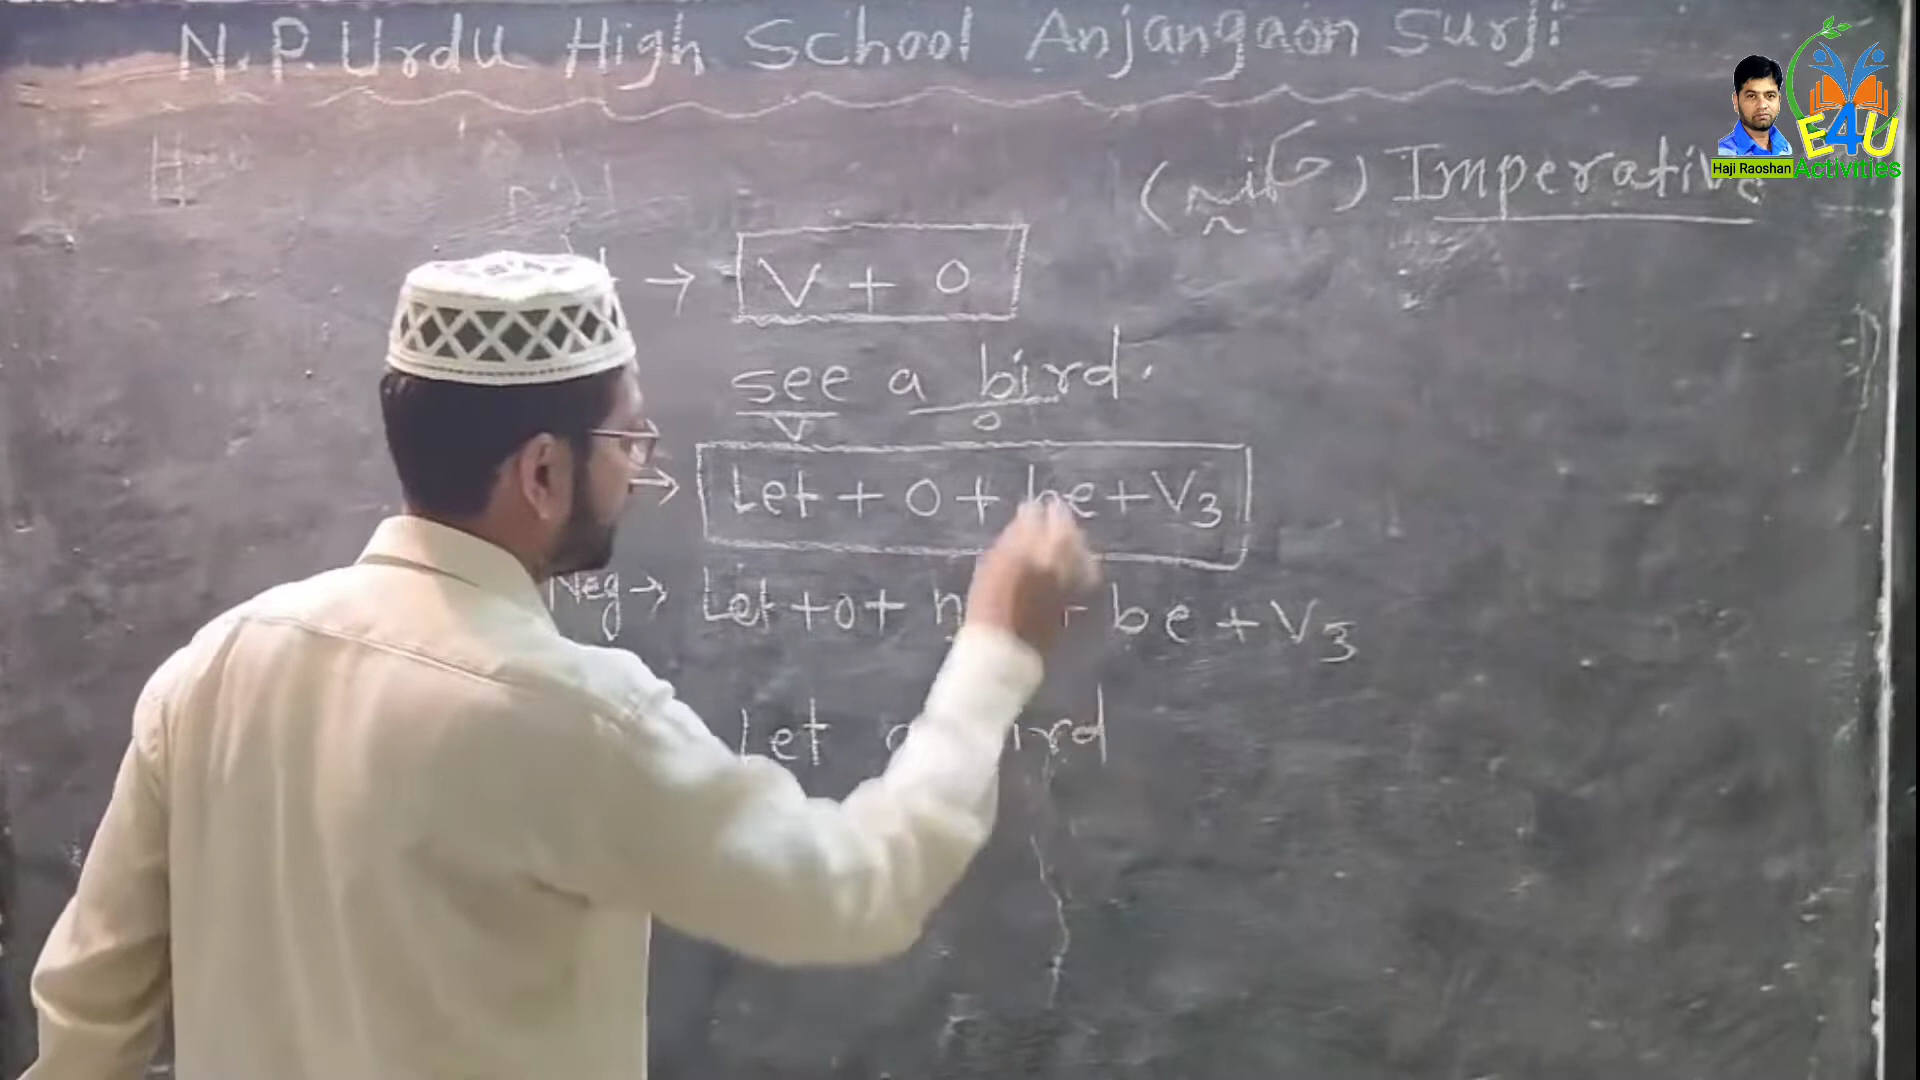 N.P. Urdu High School Anjangaon Surji
Imperative
→ V + O
see a bird.
V O
→ Let + O + be + V3
Neg → Let + O + + be + V3
Let
Haji Raoshan
E4U
Activities